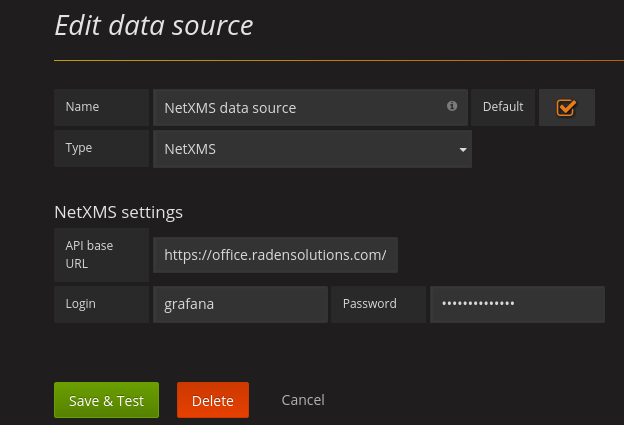 Edit data source
Name NetXMS data source Default
Type NetXMS
NetXMS settings
API base
URL
https://office.radensolutions.com/
Login grafana Password ••••••••••••••
Save & Test Delete Cancel